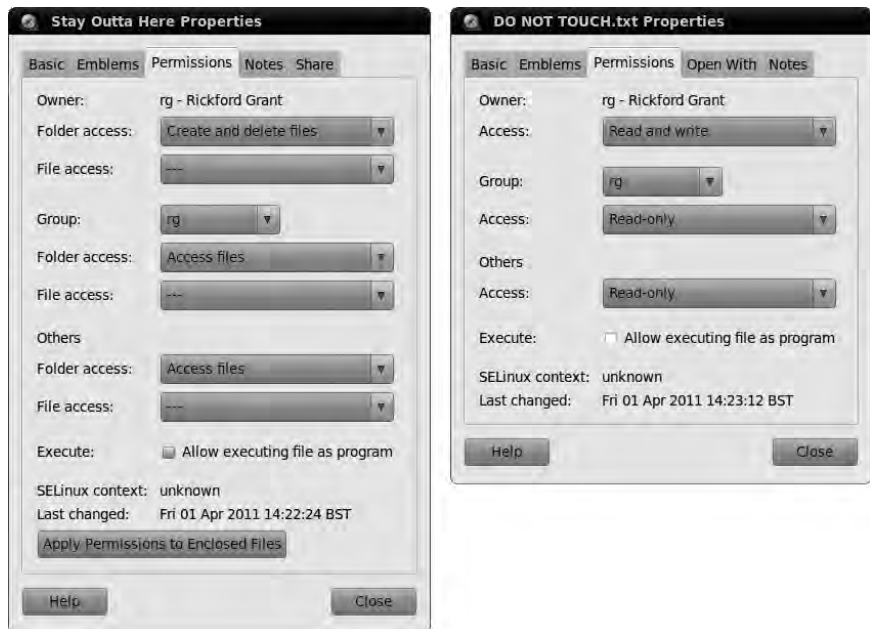 Stay Outta Here Properties
Basic Emblems Permissions Notes Share
Owner: rg - Rickford Grant
Folder access: Create and delete files
File access: ---
Group: rg
Folder access: Access files
File access: ---
Others
Folder access: Access files
File access: ---
Execute: Allow executing file as program
SELinux context: unknown
Last changed: Fri 01 Apr 2011 14:22:24 BST
Apply Permissions to Enclosed Files
Help Close
DO NOT TOUCH.txt Properties
Basic Emblems Permissions Open With Notes
Owner: rg - Rickford Grant
Access: Read and write
Group: rg
Access: Read-only
Others
Access: Read-only
Execute: Allow executing file as program
SELinux context: unknown
Last changed: Fri 01 Apr 2011 14:23:12 BST
Help Close